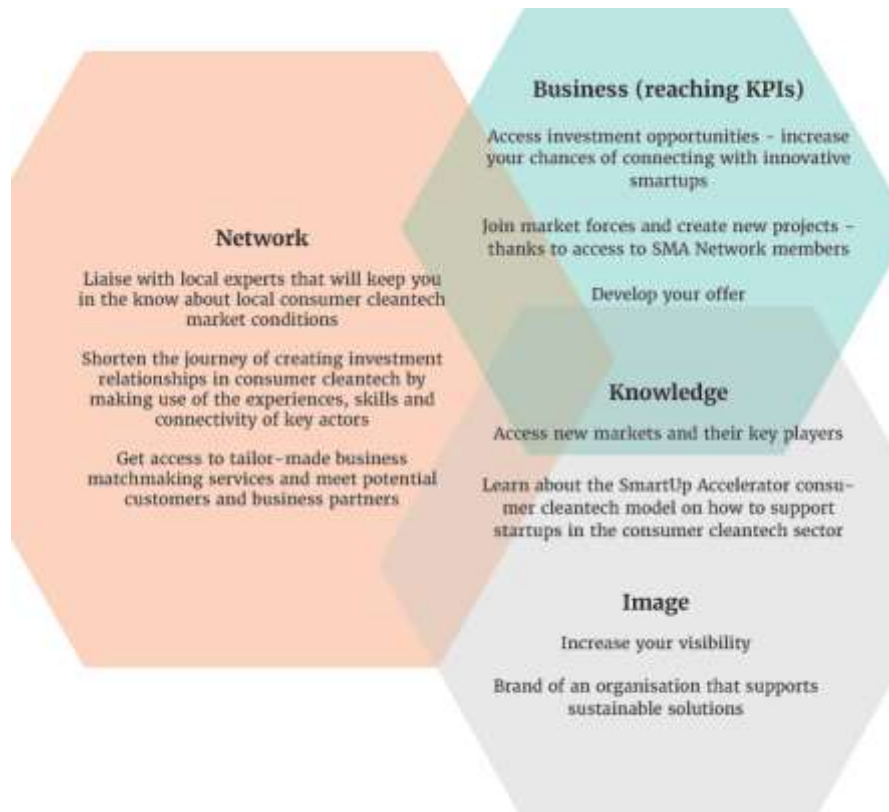 Network
Liaise with local experts that will keep you
in the know about local consumer cleantech
market conditions
Shorten the journey of creating investment
relationships in consumer cleantech by
making use of the experiences, skills and
connectivity of key actors
Get access to tailor-made business
matchmaking services and meet potential
customers and business partners
Business (reaching KPIs)
Access investment opportunities - increase
your chances of connecting with innovative
smartups
Join market forces and create new projects -
thanks to access to SMA Network members
Develop your offer
Knowledge
Access new markets and their key players
Learn about the SmartUp Accelerator consu-
mer cleantech model on how to support
startups in the consumer cleantech sector
Image
Increase your visibility
Brand of an organisation that supports
sustainable solutions